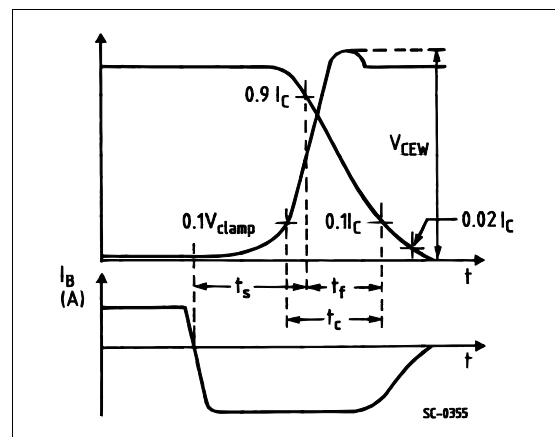 0.9 I_C
V_CEW
0.1V_clamp
0.1I_C
0.02 I_C
t
I_B
(A)
t_s
t_f
t_c
t
SC-0355